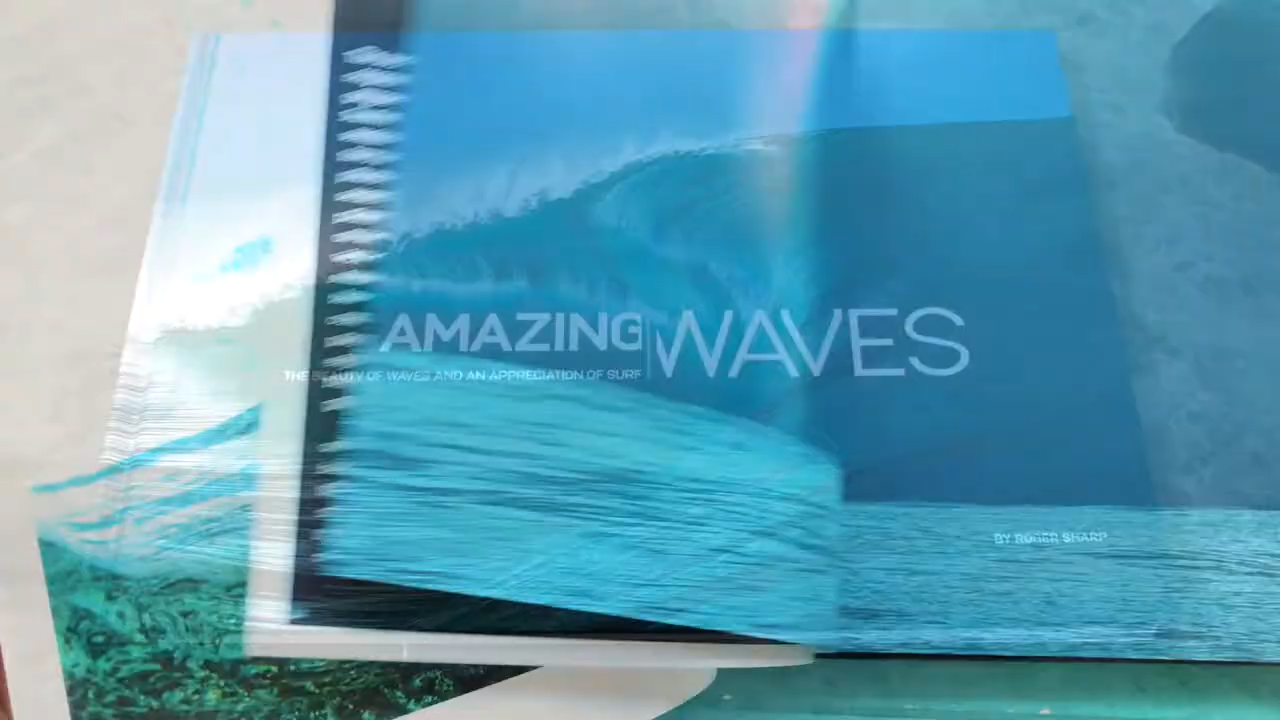 AMAZING WAVES
THE BEAUTY OF WAVES AND AN APPRECIATION OF SURF
BY ROGER SHARP